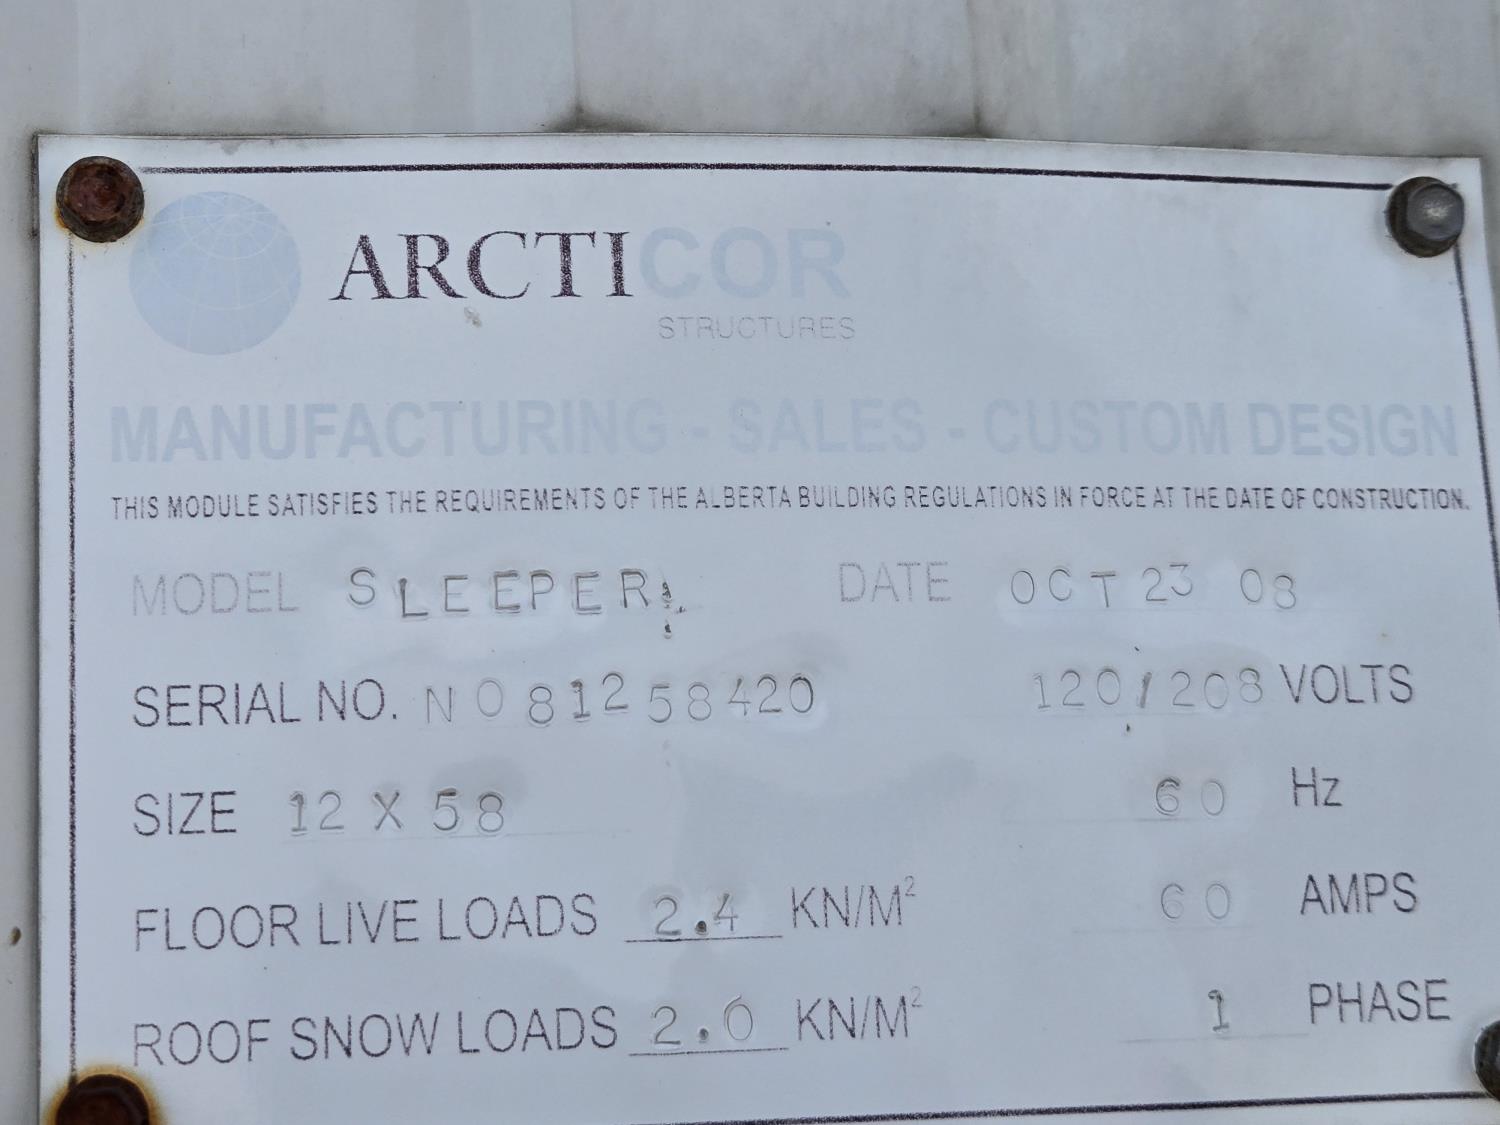 ARCTICOR
STRUCTURES
MANUFACTURING - SALES - CUSTOM DESIGN
THIS MODULE SATISFIES THE REQUIREMENTS OF THE ALBERTA BUILDING REGULATIONS IN FORCE AT THE DATE OF CONSTRUCTION.
MODEL SLEEPER DATE OCT 23 08
SERIAL NO. NO81258420 120/208 VOLTS
SIZE 12 X 58 60 Hz
FLOOR LIVE LOADS 2.4 KN/M² 60 AMPS
ROOF SNOW LOADS 2.0 KN/M² 1 PHASE